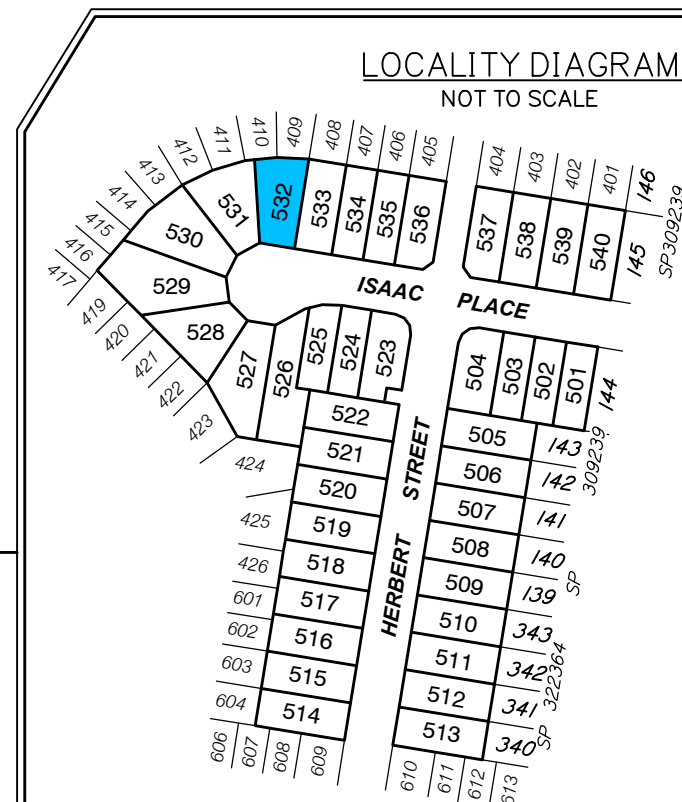 LOCALITY DIAGRAM
NOT TO SCALE
417 416 415 414 413 412 411 410 409 408 407 406 405
404 403 402 401 146
SP309239
145
529 530 531 532 533 534 535 536
537 538 539 540
ISAAC PLACE
419 420 421 422 423
528 527 526 525 524 523
504 503 502 501 144
424
425
426
601
602
603
604
522
521
520
519
518
517
516
515
514
HERBERT STREET
505
506
507
508
509
510
511
512
513
143
142
141
140
139
343
342
341
340
309239
SP
322364
SP
606 607 608 609
610 611 612 613